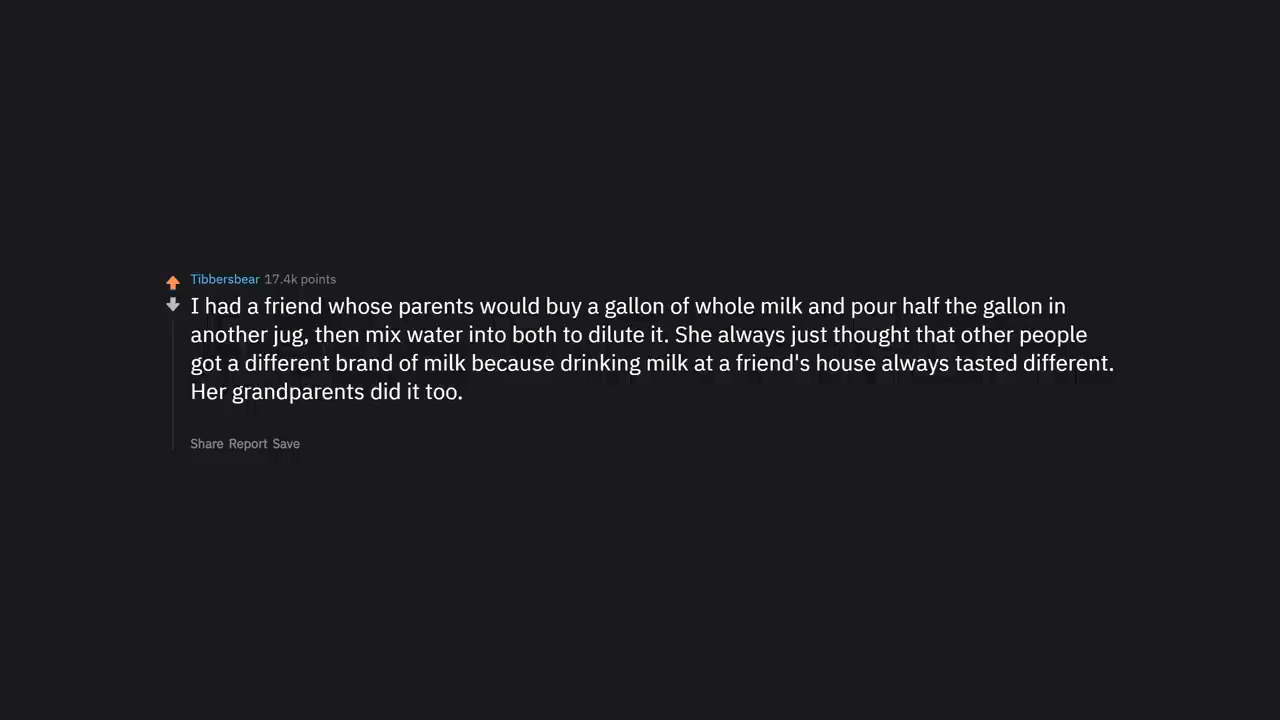 Tibbersbear 17.4k points
I had a friend whose parents would buy a gallon of whole milk and pour half the gallon in
another jug, then mix water into both to dilute it. She always just thought that other people
got a different brand of milk because drinking milk at a friend's house always tasted different.
Her grandparents did it too.
Share Report Save